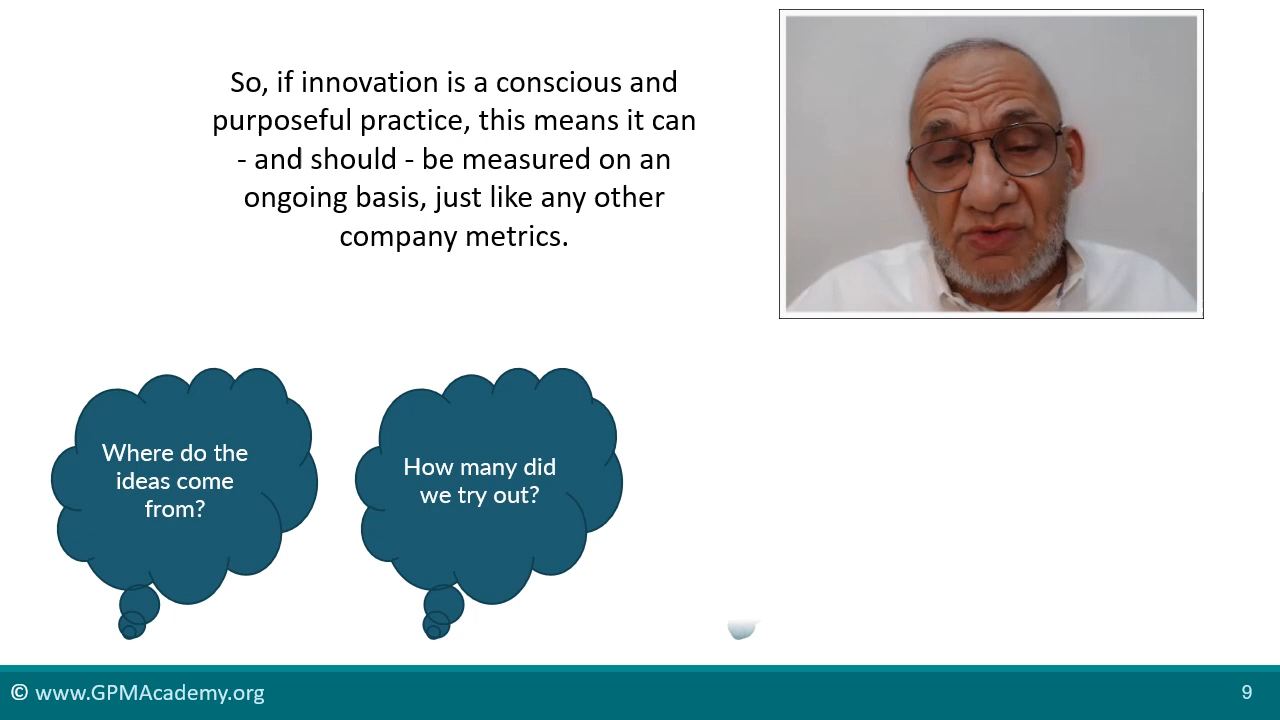 So, if innovation is a conscious and
purposeful practice, this means it can
- and should - be measured on an
ongoing basis, just like any other
company metrics.
Where do the
ideas come
from?
How many did
we try out?
© www.GPMAcademy.org
9